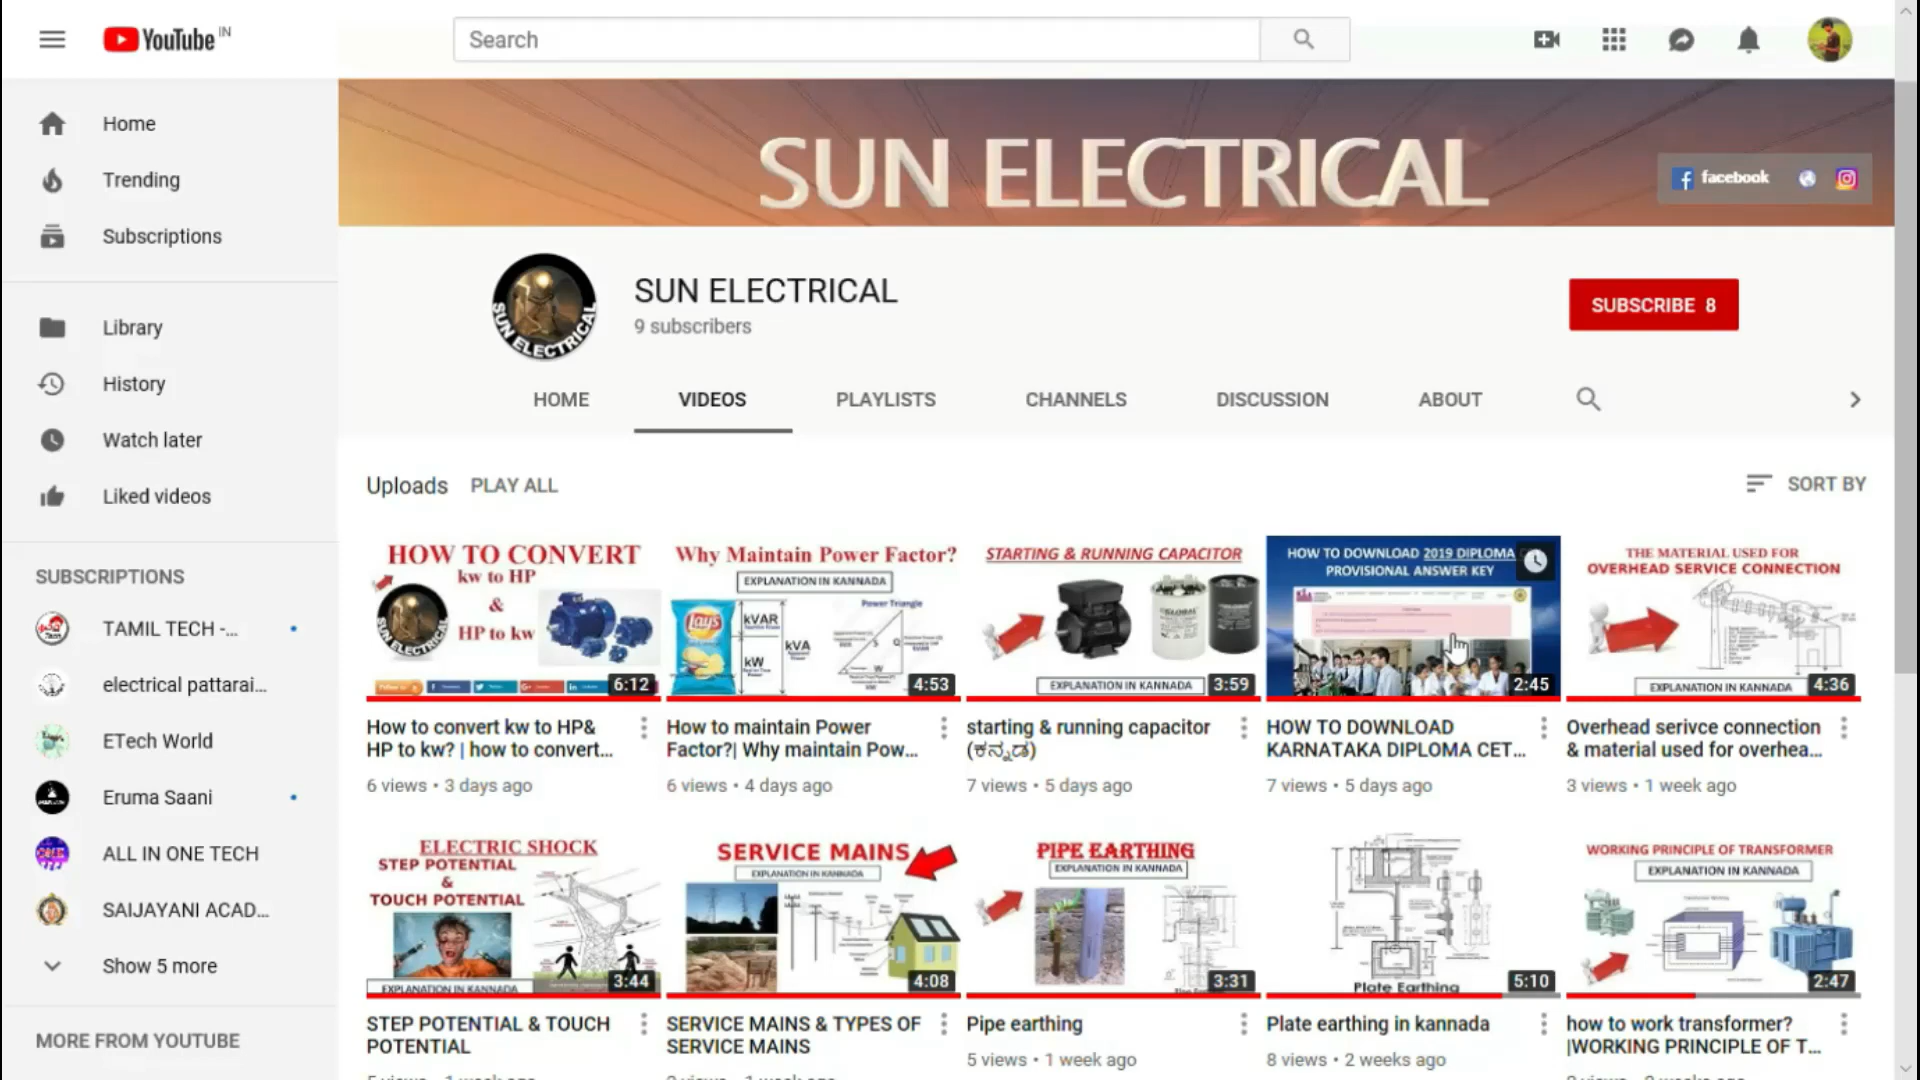 YouTube IN
Search
Home
Trending
Subscriptions
Library
History
Watch later
Liked videos
SUBSCRIPTIONS
TAMIL TECH -...
electrical pattarai...
ETech World
Eruma Saani
ALL IN ONE TECH
SAIJAYANI ACAD...
Show 5 more
MORE FROM YOUTUBE
SUN ELECTRICAL
facebook
SUN ELECTRICAL
SUN ELECTRICAL
9 subscribers
SUBSCRIBE 8
HOME VIDEOS PLAYLISTS CHANNELS DISCUSSION ABOUT
Uploads PLAY ALL
SORT BY
HOW TO CONVERT
kw to HP
&
HP to kw
SUN ELECTRICAL
6:12
How to convert kw to HP&
HP to kw? | how to convert...
6 views • 3 days ago
Why Maintain Power Factor?
EXPLANATION IN KANNADA
Power Triangle
Lays
kVAR
kVA
kW
4:53
How to maintain Power
Factor?| Why maintain Pow...
6 views • 4 days ago
STARTING & RUNNING CAPACITOR
EXPLANATION IN KANNADA
3:59
starting & running capacitor
(ಕನ್ನಡ)
7 views • 5 days ago
HOW TO DOWNLOAD 2019 DIPLOMA
PROVISIONAL ANSWER KEY
2:45
HOW TO DOWNLOAD
KARNATAKA DIPLOMA CET...
7 views • 5 days ago
THE MATERIAL USED FOR
OVERHEAD SERVICE CONNECTION
EXPLANATION IN KANNADA
4:36
Overhead serivce connection
& material used for overhea...
3 views • 1 week ago
ELECTRIC SHOCK
STEP POTENTIAL
&
TOUCH POTENTIAL
EXPLANATION IN KANNADA
3:44
STEP POTENTIAL & TOUCH
POTENTIAL
SERVICE MAINS
EXPLANATION IN KANNADA
4:08
SERVICE MAINS & TYPES OF
SERVICE MAINS
PIPE EARTHING
EXPLANATION IN KANNADA
3:31
Pipe earthing
5 views • 1 week ago
Plate Earthing
5:10
Plate earthing in kannada
8 views • 2 weeks ago
WORKING PRINCIPLE OF TRANSFORMER
EXPLANATION IN KANNADA
2:47
how to work transformer?
|WORKING PRINCIPLE OF T...